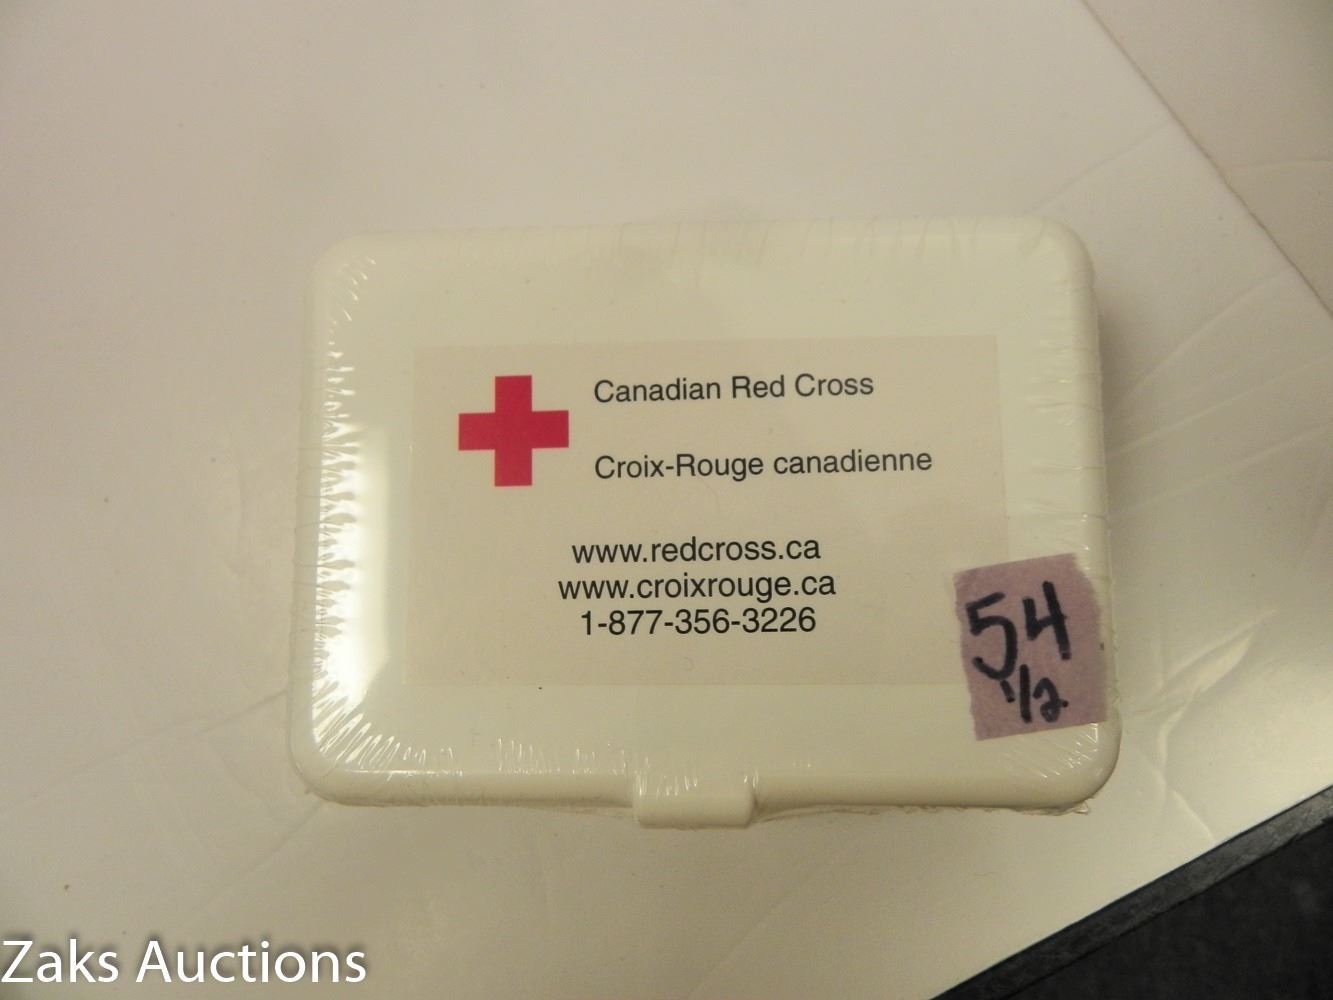 Canadian Red Cross
Croix-Rouge canadienne
www.redcross.ca
www.croixrouge.ca
1-877-356-3226
54
1/2
Zaks Auctions